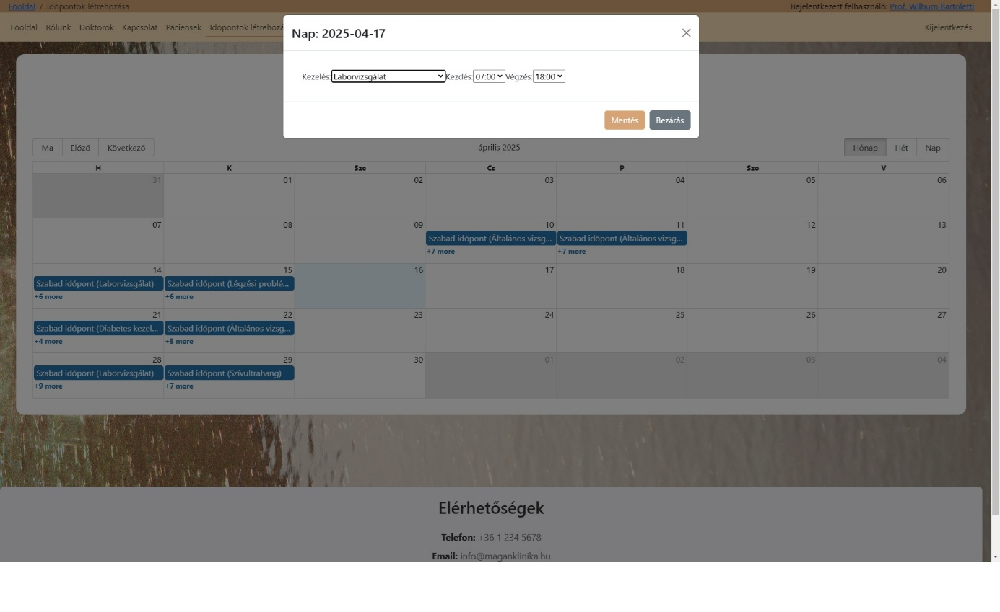 Főoldal / Időpontok létrehozása
Bejelentkezett felhasználó: Prof. Wilburn Bartoletti
Főoldal Rólunk Doktorok Kapcsolat Páciensek Időpontok létrehozá
Kijelentkezés
Nap: 2025-04-17
Kezelés: Laborvizsgálat Kezdés: 07:00 Végzés: 18:00
Mentés Bezárás
Ma Előző Következő
április 2025
Hónap Hét Nap
H K Sze Cs P Szo V
31 01 02 03 04 05 06
07 08 09 10 11 12 13
Szabad időpont (Általános vizsg... Szabad időpont (Általános vizsg...
+7 more +7 more
14 15 16 17 18 19 20
Szabad időpont (Laborvizsgálat) Szabad időpont (Légzési problé...
+6 more +6 more
21 22 23 24 25 26 27
Szabad időpont (Diabetes kezel... Szabad időpont (Általános vizsg...
+4 more +5 more
28 29 30 01 02 03 04
Szabad időpont (Laborvizsgálat) Szabad időpont (Szívultrahang)
+9 more +7 more
Elérhetőségek
Telefon: +36 1 234 5678
Email: info@maganklinika.hu